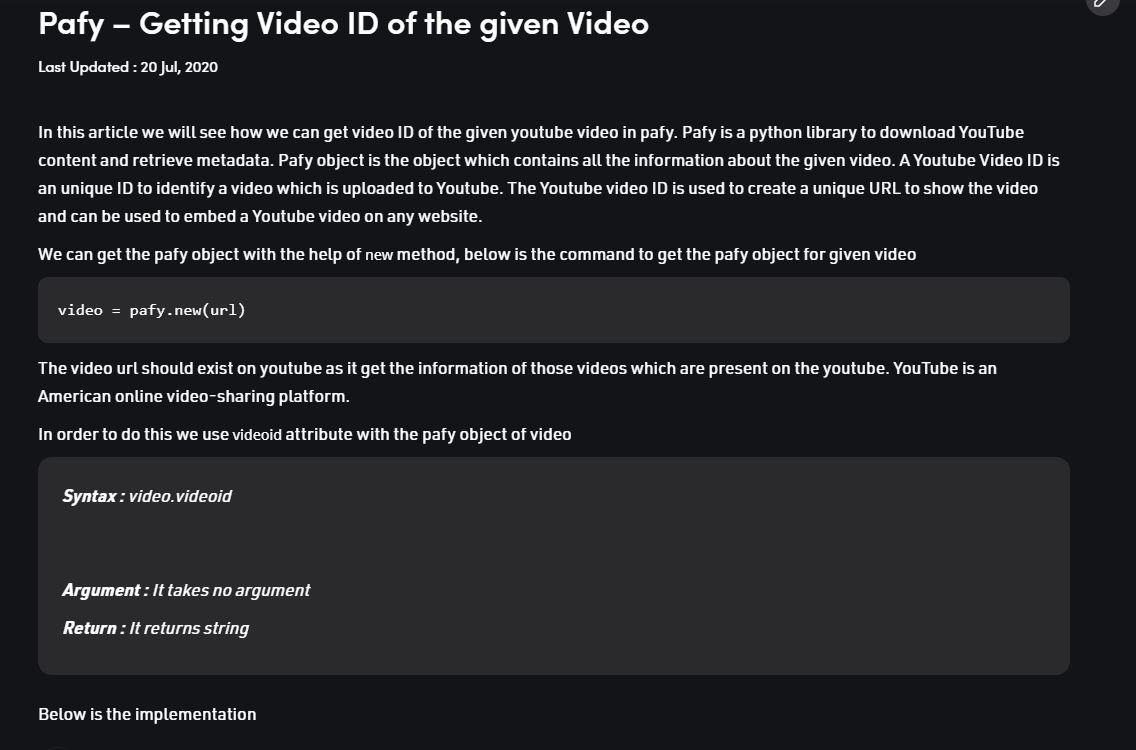 Pafy – Getting Video ID of the given Video
Last Updated : 20 Jul, 2020
In this article we will see how we can get video ID of the given youtube video in pafy. Pafy is a python library to download YouTube
content and retrieve metadata. Pafy object is the object which contains all the information about the given video. A Youtube Video ID is
an unique ID to identify a video which is uploaded to Youtube. The Youtube video ID is used to create a unique URL to show the video
and can be used to embed a Youtube video on any website.
We can get the pafy object with the help of new method, below is the command to get the pafy object for given video
video = pafy.new(url)
The video url should exist on youtube as it get the information of those videos which are present on the youtube. YouTube is an
American online video-sharing platform.
In order to do this we use videoid attribute with the pafy object of video
Syntax : video.videoid
Argument : It takes no argument
Return : It returns string
Below is the implementation